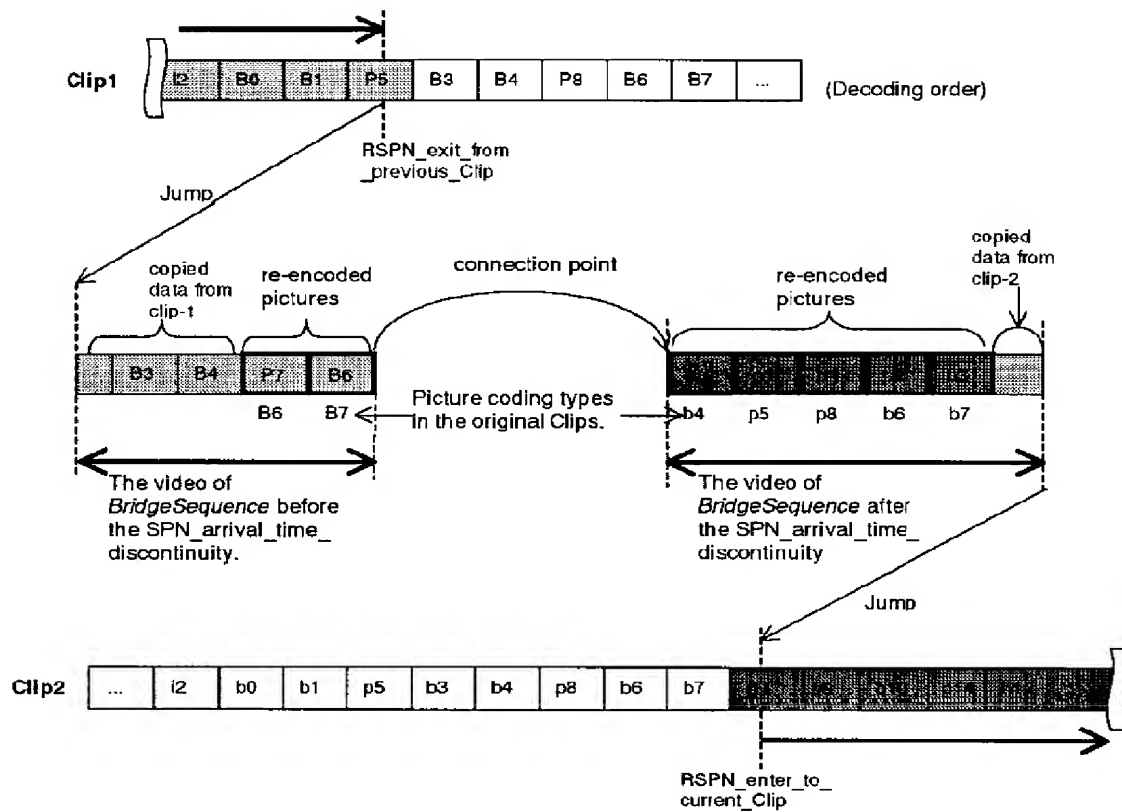 Clip1
I2 B0 B1 P5 B3 B4 P8 B6 B7 ...
(Decoding order)
RSPN_exit_from
_previous_Clip
Jump
copied
data from
clip-1
re-encoded
pictures
connection point
re-encoded
pictures
copied
data from
clip-2
B3 B4 P7 B6
B6 B7
Picture coding types
in the original Clips.
b4 p5 p8 b6 b7
The video of
BridgeSequence before
the SPN_arrival_time_
discontinuity.
The video of
BridgeSequence after
the SPN_arrival_time_
discontinuity
Jump
Clip2
... i2 b0 b1 p5 b3 b4 p8 b6 b7
RSPN_enter_to_
current_Clip